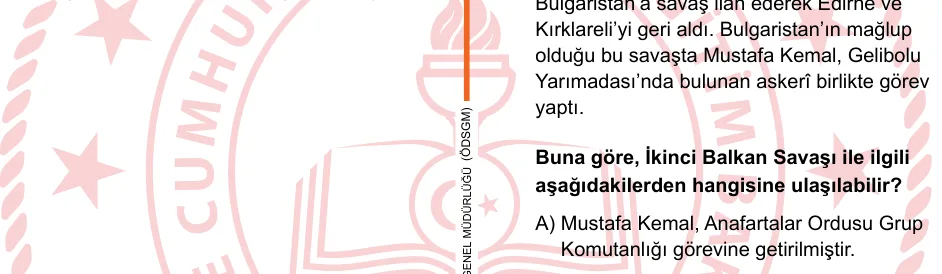 Bulgaristan'a savaş ilan ederek Edirne ve
Kırklareli'yi geri aldı. Bulgaristan'ın mağlup
olduğu bu savaşta Mustafa Kemal, Gelibolu
Yarımadası'nda bulunan askerî birlikte görev
yaptı.
Buna göre, İkinci Balkan Savaşı ile ilgili
aşağıdakilerden hangisine ulaşılabilir?
A) Mustafa Kemal, Anafartalar Ordusu Grup
Komutanlığı görevine getirilmiştir.
GENEL MÜDÜRLÜĞÜ (ÖDSGM)